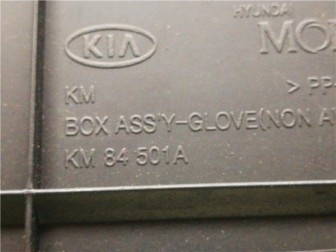 KIA
HYUNDAI
MO
KM
> PP
BOX ASS'Y-GLOVE(NON A
KM 84 501A